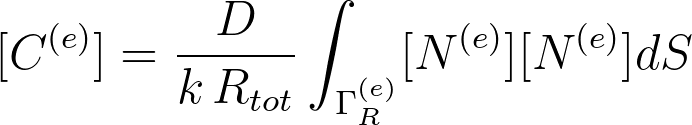 [C^{(e)}] = \frac{D}{k R_{tot}} \int_{\Gamma_R^{(e)}} [N^{(e)}][N^{(e)}] dS